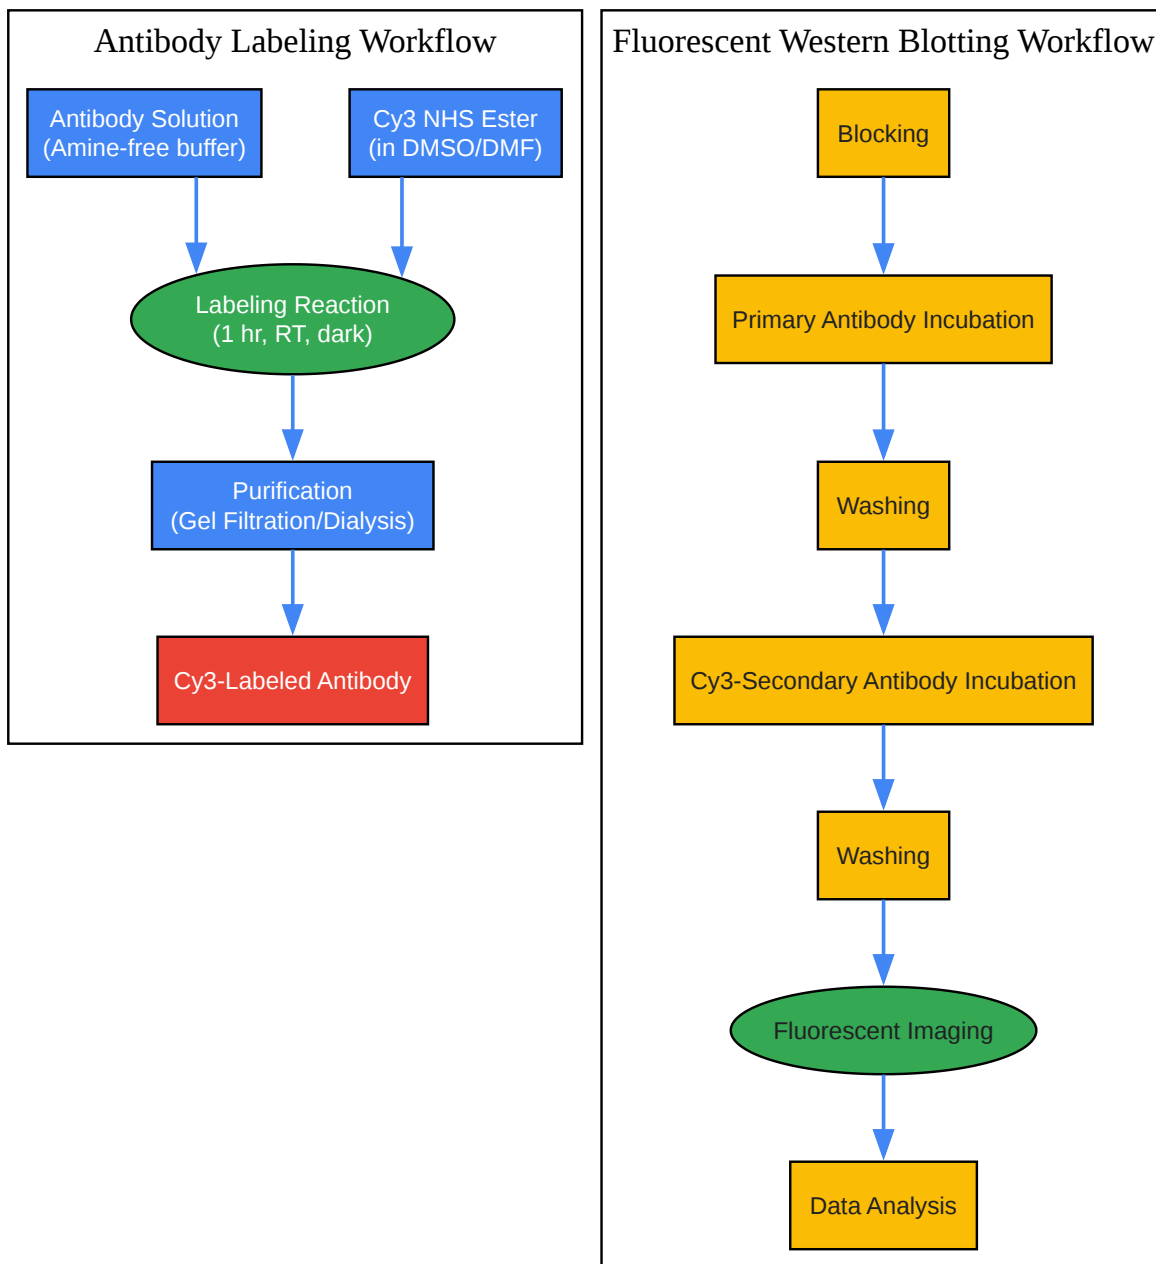 Antibody Labeling Workflow
Antibody Solution
(Amine-free buffer)
Cy3 NHS Ester
(in DMSO/DMF)
Labeling Reaction
(1 hr, RT, dark)
Purification
(Gel Filtration/Dialysis)
Cy3-Labeled Antibody
Fluorescent Western Blotting Workflow
Blocking
Primary Antibody Incubation
Washing
Cy3-Secondary Antibody Incubation
Washing
Fluorescent Imaging
Data Analysis